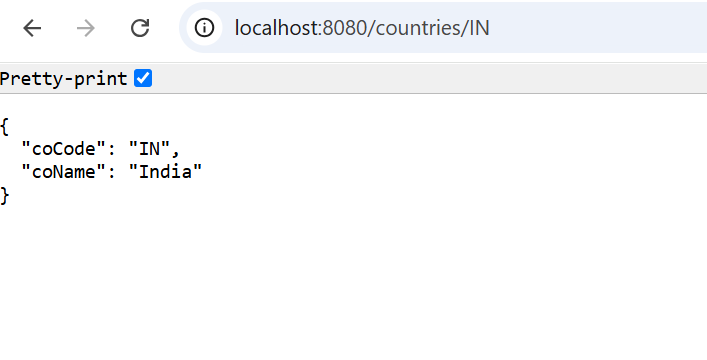 localhost:8080/countries/IN
Pretty-print
{
  "coCode": "IN",
  "coName": "India"
}